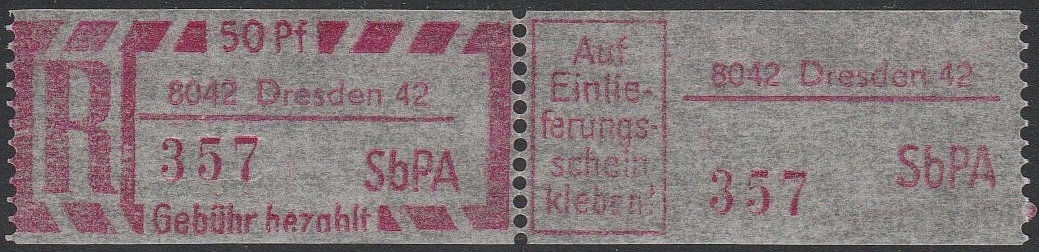 50 Pf
R
8042 Dresden 42
357
SbPA
Gebühr bezahlt
Auf
Einlie-
ferungs-
schein
kleben!
8042 Dresden 42
SbPA
357